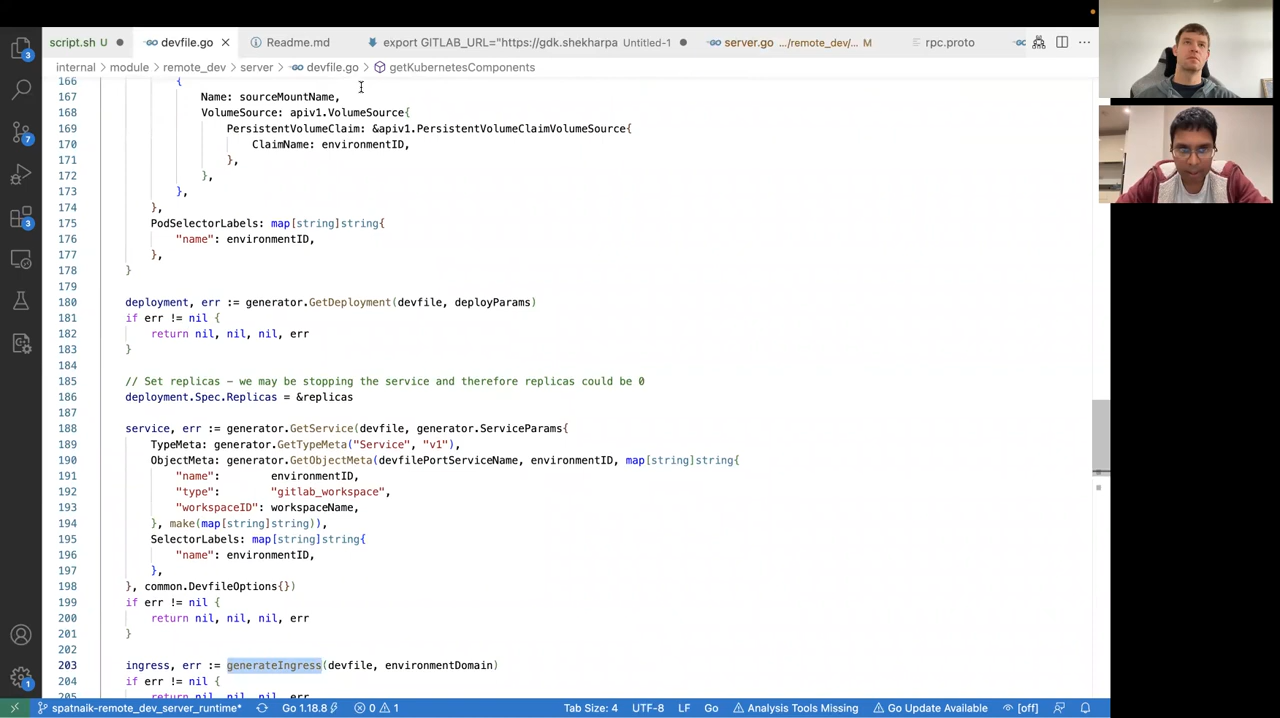 script.sh U
devfile.go
Readme.md
export GITLAB_URL="https://gdk.shekharpa Untitled-1
server.go .../remote_dev/... M
rpc.proto
internal > module > remote_dev > server > devfile.go > getKubernetesComponents
166 {
167 Name: sourceMountName,
168 VolumeSource: apiv1.VolumeSource{
169 PersistentVolumeClaim: &apiv1.PersistentVolumeClaimVolumeSource{
170 ClaimName: environmentID,
171 },
172 },
173 },
174 },
175 PodSelectorLabels: map[string]string{
176 "name": environmentID,
177 },
178 }
179
180 deployment, err := generator.GetDeployment(devfile, deployParams)
181 if err != nil {
182 return nil, nil, nil, err
183 }
184
185 // Set replicas - we may be stopping the service and therefore replicas could be 0
186 deployment.Spec.Replicas = &replicas
187
188 service, err := generator.GetService(devfile, generator.ServiceParams{
189 TypeMeta: generator.GetTypeMeta("Service", "v1"),
190 ObjectMeta: generator.GetObjectMeta(devfilePortServiceName, environmentID, map[string]string{
191 "name": environmentID,
192 "type": "gitlab_workspace",
193 "workspaceID": workspaceName,
194 }, make(map[string]string)),
195 SelectorLabels: map[string]string{
196 "name": environmentID,
197 },
198 }, common.DevfileOptions{})
199 if err != nil {
200 return nil, nil, nil, err
201 }
202
203 ingress, err := generateIngress(devfile, environmentDomain)
204 if err != nil {
205 return nil, nil, nil, err
7
3
1
spatnaik-remote_dev_server_runtime* Go 1.18.8 0 1 Tab Size: 4 UTF-8 LF Go Analysis Tools Missing Go Update Available [off]